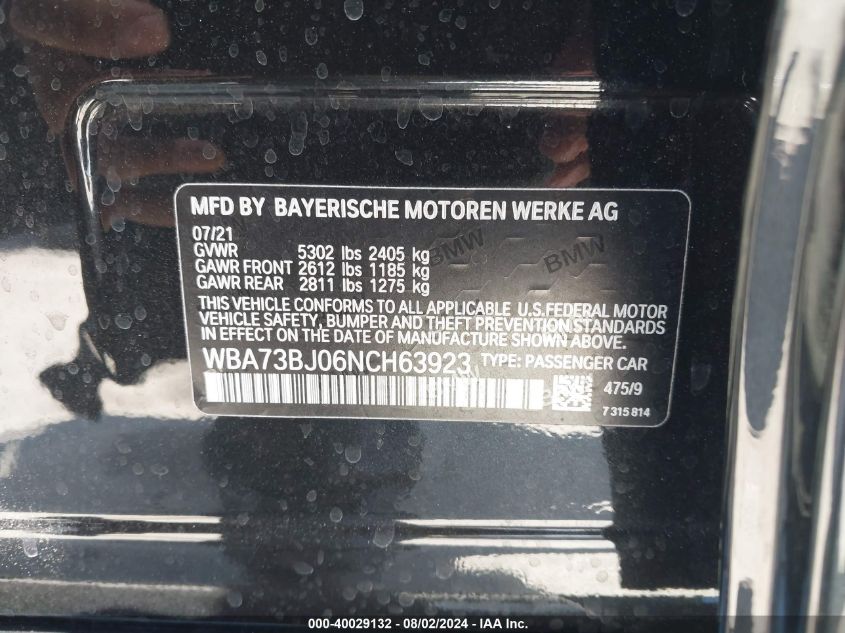 MFD BY BAYERISCHE MOTOREN WERKE AG
07/21
GVWR 5302 lbs 2405 kg
GAWR FRONT 2612 lbs 1185 kg
GAWR REAR 2811 lbs 1275 kg
BMW BMW
THIS VEHICLE CONFORMS TO ALL APPLICABLE U.S.FEDERAL MOTOR
VEHICLE SAFETY, BUMPER AND THEFT PREVENTION STANDARDS
IN EFFECT ON THE DATE OF MANUFACTURE SHOWN ABOVE.
WBA73BJ06NCH63923 TYPE: PASSENGER CAR
475/9
7 315 814
000-40029132 - 08/02/2024 - IAA Inc.